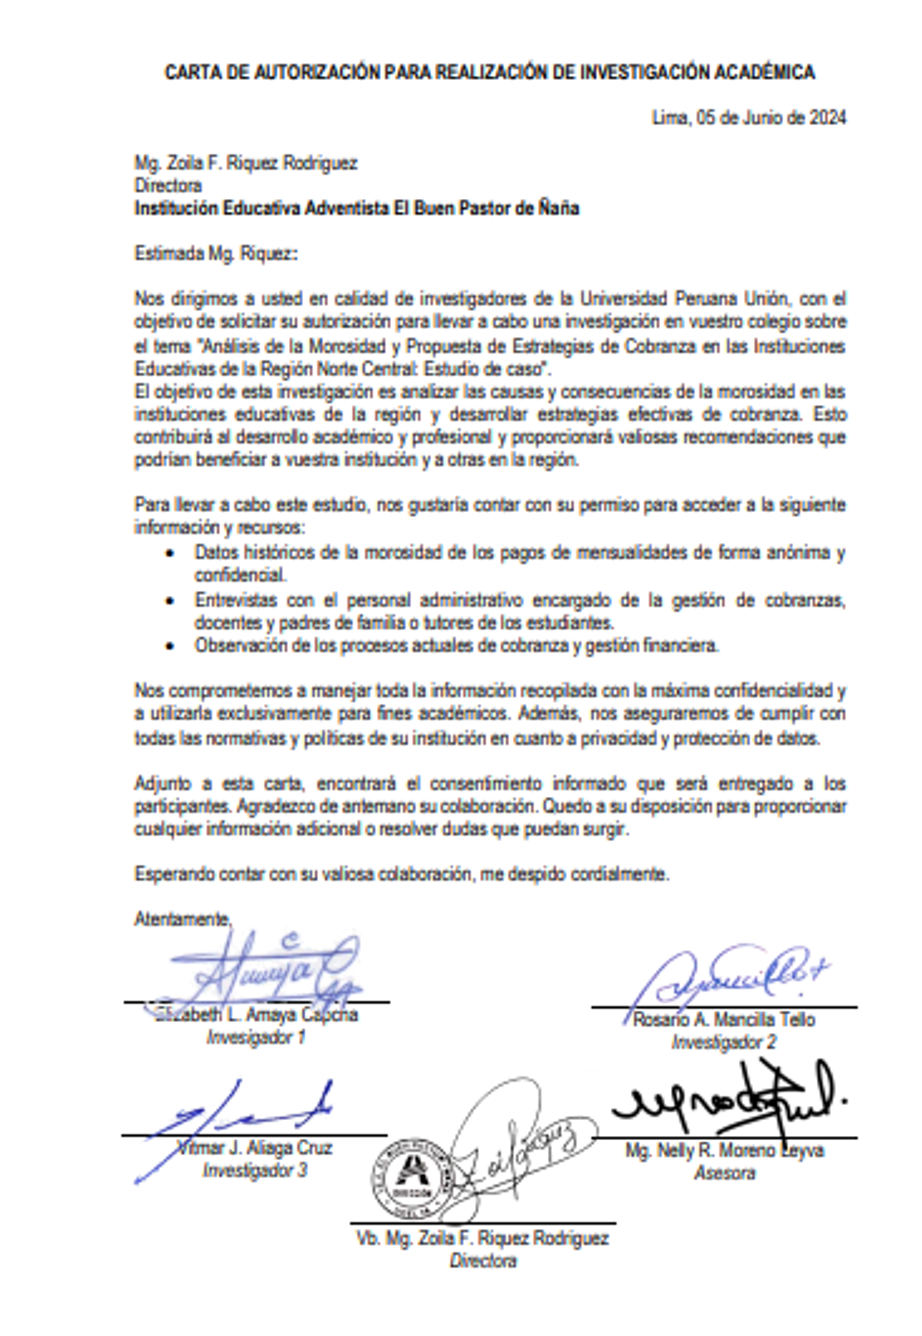 CARTA DE AUTORIZACIÓN PARA REALIZACIÓN DE INVESTIGACIÓN ACADÉMICA
Lima, 05 de Junio de 2024
Mg. Zoila F. Riquez Rodriguez
Directora
Institución Educativa Adventista El Buen Pastor de Ñaña
Estimada Mg. Riquez::
Nos dirigimos a usted en calidad de investigadores de la Universidad Peruana Unión, con el
objetivo de solicitar su autorización para llevar a cabo una investigación en vuestro colegio sobre
el tema "Análisis de la Morosidad y Propuesta de Estrategias de Cobranza en las Instituciones
Educativas de la Región Norte Central: Estudio de caso".
El objetivo de esta investigación es analizar las causas y consecuencias de la morosidad en las
instituciones educativas de la región y desarrollar estrategias efectivas de cobranza. Esto
contribuirá al desarrollo académico y profesional y proporcionará valiosas recomendaciones que
podrían beneficiar a vuestra institución y a otras en la región.
Para llevar a cabo este estudio, nos gustaría contar con su permiso para acceder a la siguiente
información y recursos:
• Datos históricos de la morosidad de los pagos de mensualidades de forma anónima y
confidencial.
• Entrevistas con el personal administrativo encargado de la gestión de cobranzas,
docentes y padres de familia o tutores de los estudiantes.
• Observación de los procesos actuales de cobranza y gestión financiera.
Nos comprometemos a manejar toda la información recopilada con la máxima confidencialidad y
a utilizarla exclusivamente para fines académicos. Además, nos aseguraremos de cumplir con
todas las normativas y políticas de su institución en cuanto a privacidad y protección de datos.
Adjunto a esta carta, encontrará el consentimiento informado que será entregado a los
participantes. Agradezco de antemano su colaboración. Quedo a su disposición para proporcionar
cualquier información adicional o resolver dudas que puedan surgir.
Esperando contar con su valiosa colaboración, me despido cordialmente.
Atentamente,
Elizabeth L. Amaya Capcha
Invesigador 1
Rosario A. Mancilla Tello
Investigador 2
Vitmar J. Aliaga Cruz
Investigador 3
Mg. Nelly R. Moreno Leyva
Asesora
DIRECCIÓN
Vb. Mg. Zoila F. Riquez Rodriguez
Directora